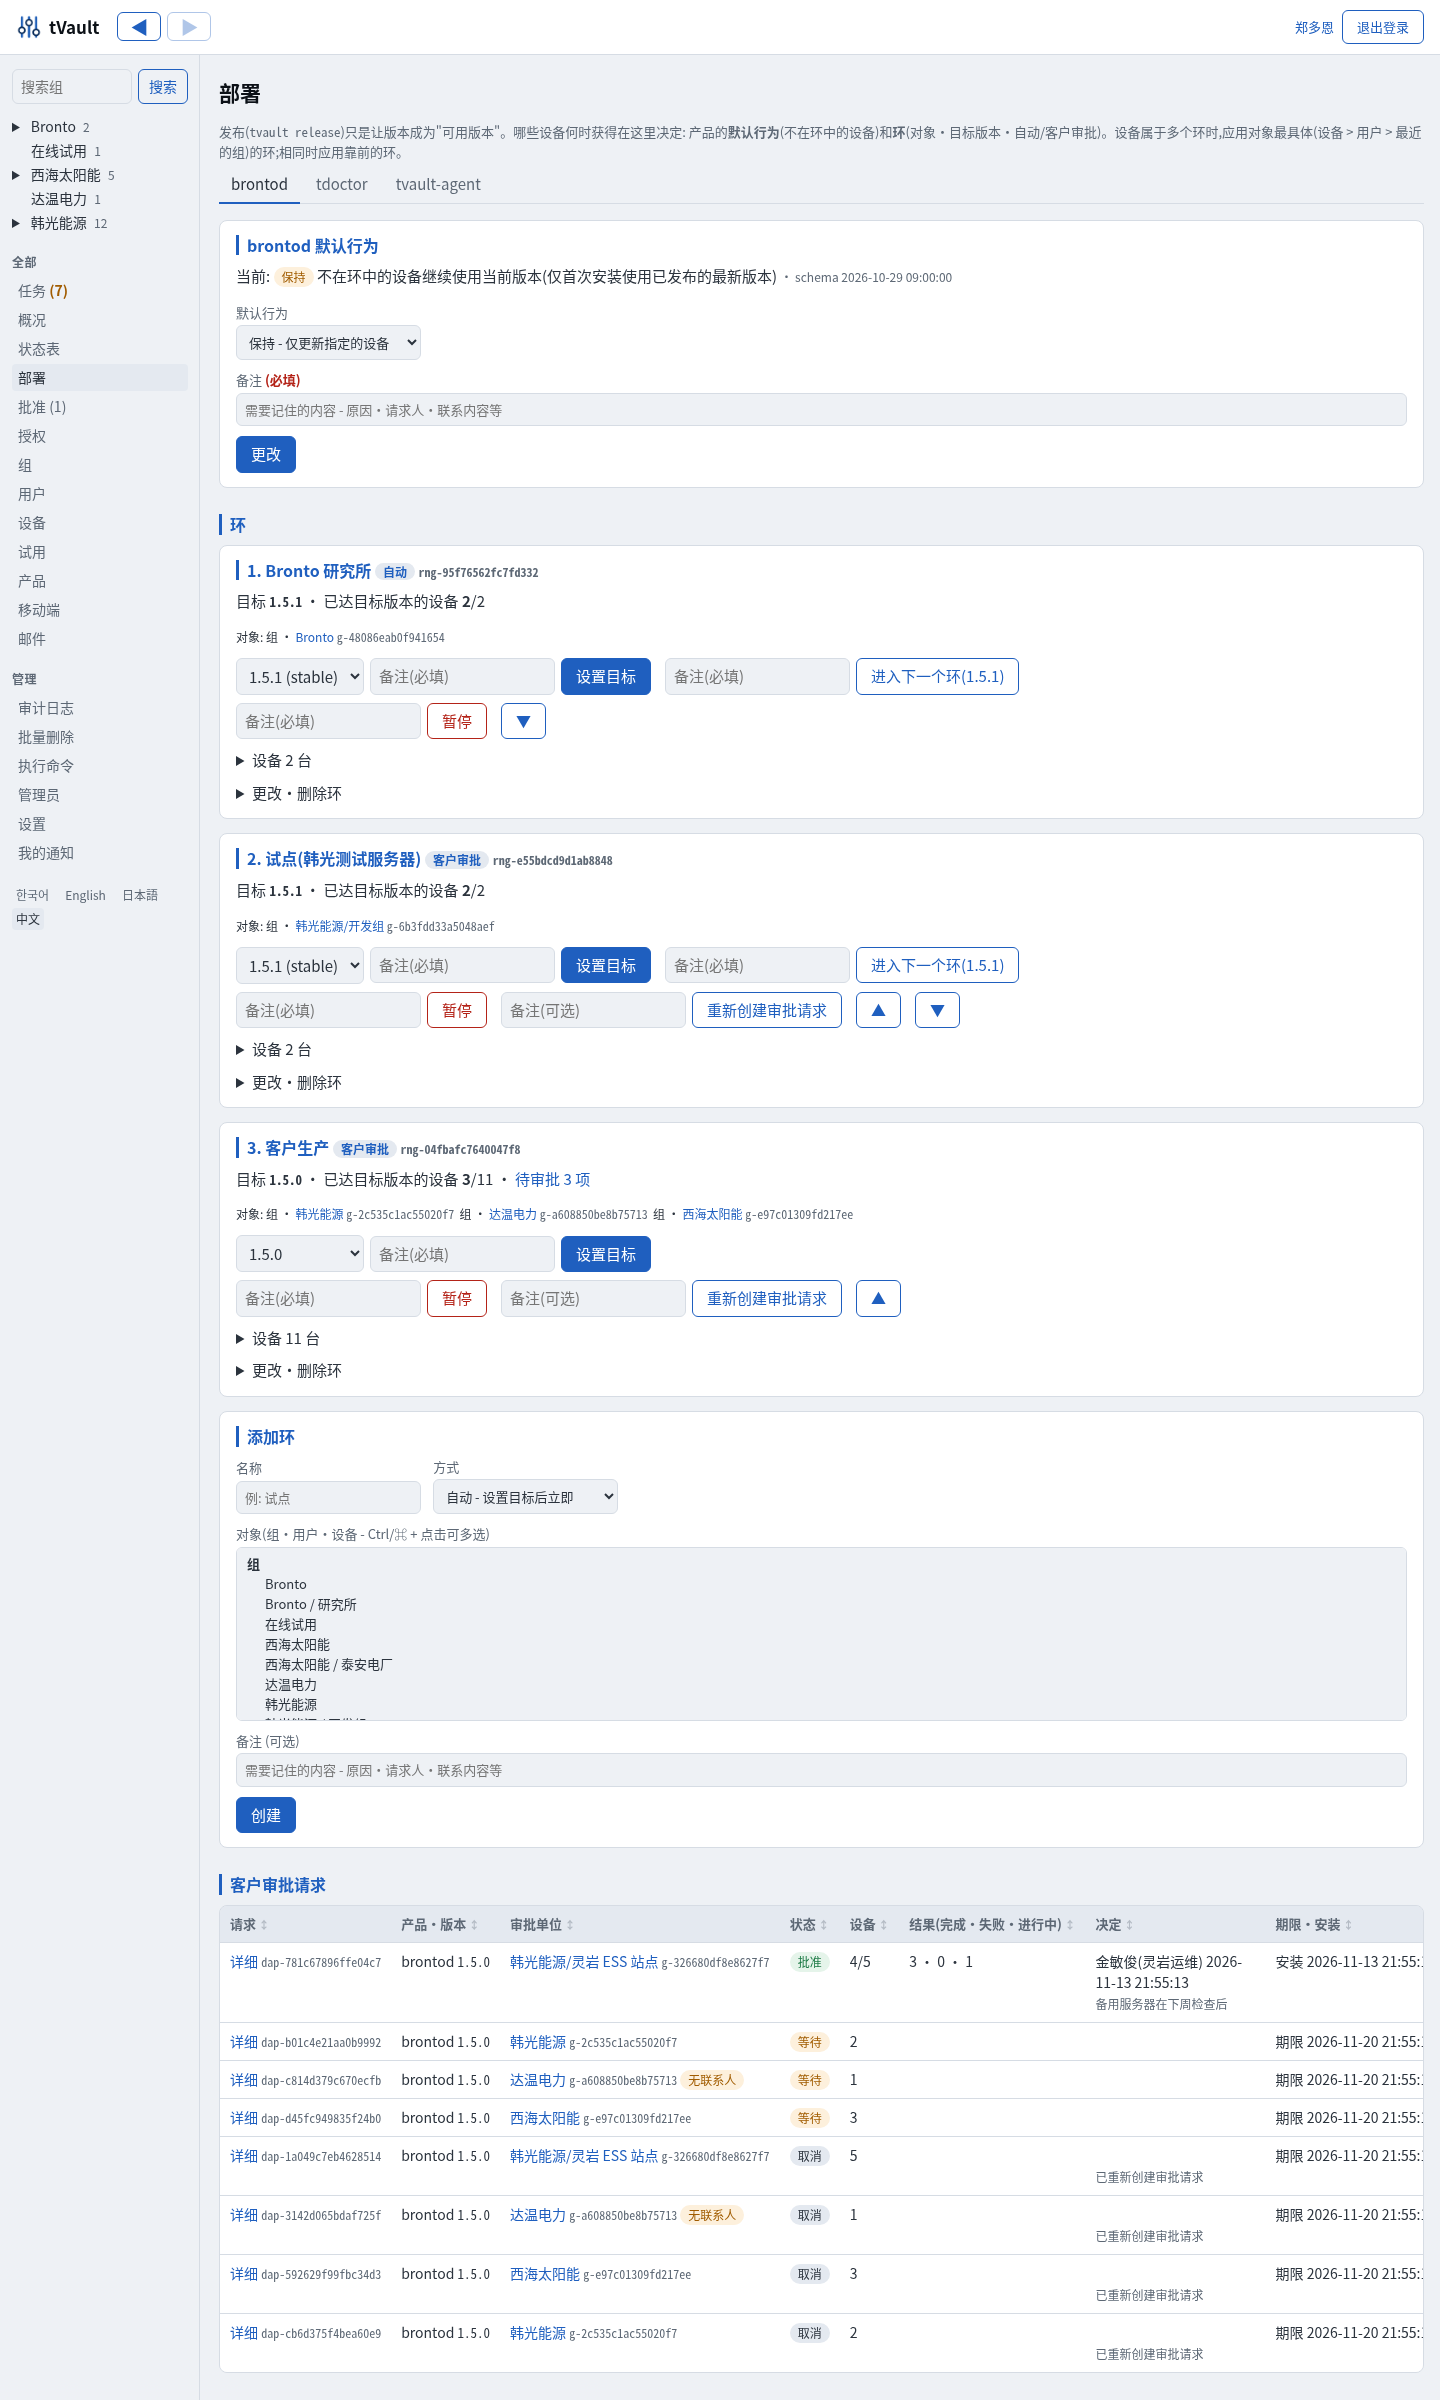 tVault ◀ ▶ 郑多恩 退出登录
搜索组 搜索
▶ Bronto 2
在线试用 1
▶ 西海太阳能 5
达温电力 1
▶ 韩光能源 12
全部
任务 (7)
概况
状态表
部署
批准 (1)
授权
组
用户
设备
试用
产品
移动端
邮件
管理
审计日志
批量删除
执行命令
管理员
设置
我的通知
한국어 English 日本語
中文
部署
发布(tvault release)只是让版本成为"可用版本"。哪些设备何时获得在这里决定: 产品的默认行为(不在环中的设备)和环(对象・目标版本・自动/客户审批)。设备属于多个环时,应用对象最具体(设备 > 用户 > 最近
的组)的环;相同时应用靠前的环。
brontod tdoctor tvault-agent
brontod 默认行为
当前: 保持 不在环中的设备继续使用当前版本(仅首次安装使用已发布的最新版本) · schema 2026-10-29 09:00:00
默认行为
保持 - 仅更新指定的设备
备注 (必填)
需要记住的内容 - 原因・请求人・联系内容等
更改
环
1. Bronto 研究所 自动 rng-95f76562fc7fd332
目标 1.5.1 · 已达目标版本的设备 2/2
对象: 组 · Bronto g-48086eab0f941654
1.5.1 (stable) 备注(必填) 设置目标 备注(必填) 进入下一个环(1.5.1)
备注(必填) 暂停 ▼
▶ 设备 2 台
▶ 更改・删除环
2. 试点(韩光测试服务器) 客户审批 rng-e55bdcd9d1ab8848
目标 1.5.1 · 已达目标版本的设备 2/2
对象: 组 · 韩光能源/开发组 g-6b3fdd33a5048aef
1.5.1 (stable) 备注(必填) 设置目标 备注(必填) 进入下一个环(1.5.1)
备注(必填) 暂停 备注(可选) 重新创建审批请求 ▲ ▼
▶ 设备 2 台
▶ 更改・删除环
3. 客户生产 客户审批 rng-04fbafc7640047f8
目标 1.5.0 · 已达目标版本的设备 3/11 · 待审批 3 项
对象: 组 · 韩光能源 g-2c535c1ac55020f7 组 · 达温电力 g-a608850be8b75713 组 · 西海太阳能 g-e97c01309fd217ee
1.5.0 备注(必填) 设置目标
备注(必填) 暂停 备注(可选) 重新创建审批请求 ▲
▶ 设备 11 台
▶ 更改・删除环
添加环
名称 方式
例: 试点 自动 - 设置目标后立即
对象(组・用户・设备 - Ctrl/⌘ + 点击可多选)
组
Bronto
Bronto / 研究所
在线试用
西海太阳能
西海太阳能 / 泰安电厂
达温电力
韩光能源
备注 (可选)
需要记住的内容 - 原因・请求人・联系内容等
创建
客户审批请求
请求 ↕ 产品・版本 ↕ 审批单位 ↕ 状态 ↕ 设备 ↕ 结果(完成・失败・进行中) ↕ 决定 ↕ 期限・安装 ↕
详细 dap-781c67896ffe04c7 brontod 1.5.0 韩光能源/灵岩 ESS 站点 g-326680df8e8627f7 批准 4/5 3 · 0 · 1 金敏俊(灵岩运维) 2026- 安装 2026-11-13 21:55:1
11-13 21:55:13
备用服务器在下周检查后
详细 dap-b01c4e21aa0b9992 brontod 1.5.0 韩光能源 g-2c535c1ac55020f7 等待 2 期限 2026-11-20 21:55:1
详细 dap-c814d379c670ecfb brontod 1.5.0 达温电力 g-a608850be8b75713 无联系人 等待 1 期限 2026-11-20 21:55:1
详细 dap-d45fc949835f24b0 brontod 1.5.0 西海太阳能 g-e97c01309fd217ee 等待 3 期限 2026-11-20 21:55:1
详细 dap-1a049c7eb4628514 brontod 1.5.0 韩光能源/灵岩 ESS 站点 g-326680df8e8627f7 取消 5 期限 2026-11-20 21:55:1
已重新创建审批请求
详细 dap-3142d065bdaf725f brontod 1.5.0 达温电力 g-a608850be8b75713 无联系人 取消 1 期限 2026-11-20 21:55:1
已重新创建审批请求
详细 dap-592629f99fbc34d3 brontod 1.5.0 西海太阳能 g-e97c01309fd217ee 取消 3 期限 2026-11-20 21:55:1
已重新创建审批请求
详细 dap-cb6d375f4bea60e9 brontod 1.5.0 韩光能源 g-2c535c1ac55020f7 取消 2 期限 2026-11-20 21:55:1
已重新创建审批请求